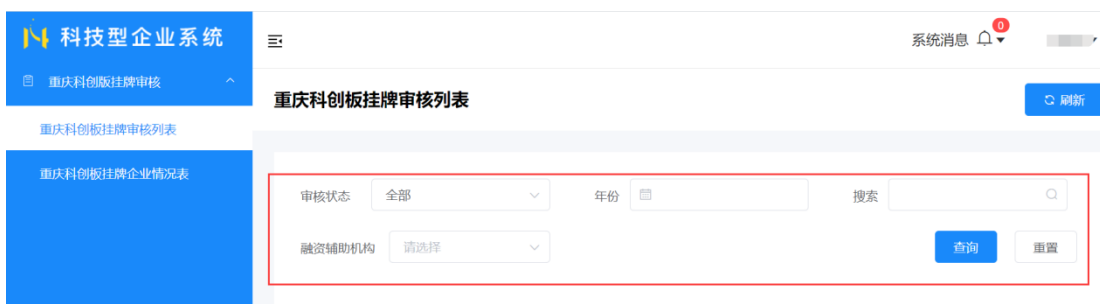 科技型企业系统
系统消息 0
重庆科创版挂牌审核
重庆科创板挂牌审核列表
刷新
重庆科创板挂牌审核列表
重庆科创板挂牌企业情况表
审核状态 全部 年份 搜索
融资辅助机构 请选择 查询 重置